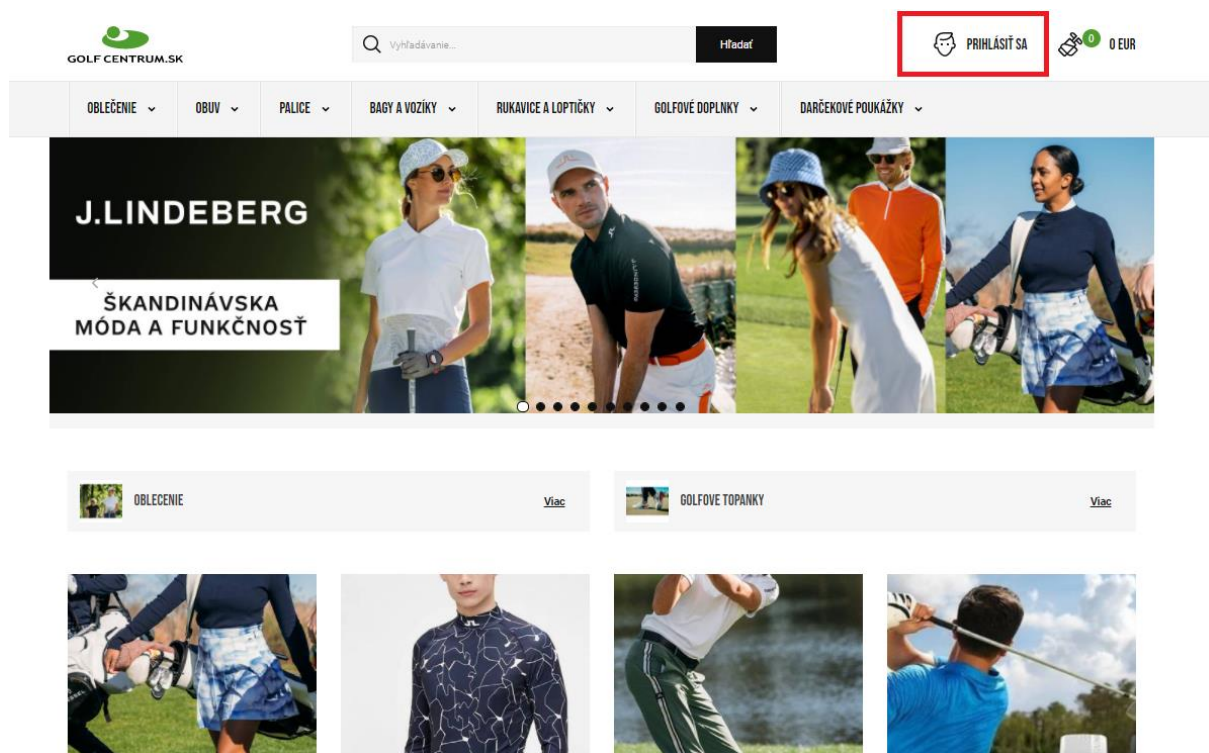 GOLF CENTRUM.SK
Vyhľadávanie...
Hľadať
PRIHLÁSIŤ SA
0
0 EUR
OBLEČENIE
OBUV
PALICE
BAGY A VOZÍKY
RUKAVICE A LOPTIČKY
GOLFOVÉ DOPLNKY
DARČEKOVÉ POUKÁŽKY
J.LINDEBERG
ŠKANDINÁVSKA
MÓDA A FUNKČNOSŤ
OBLECENIE
Viac
GOLFOVE TOPANKY
Viac